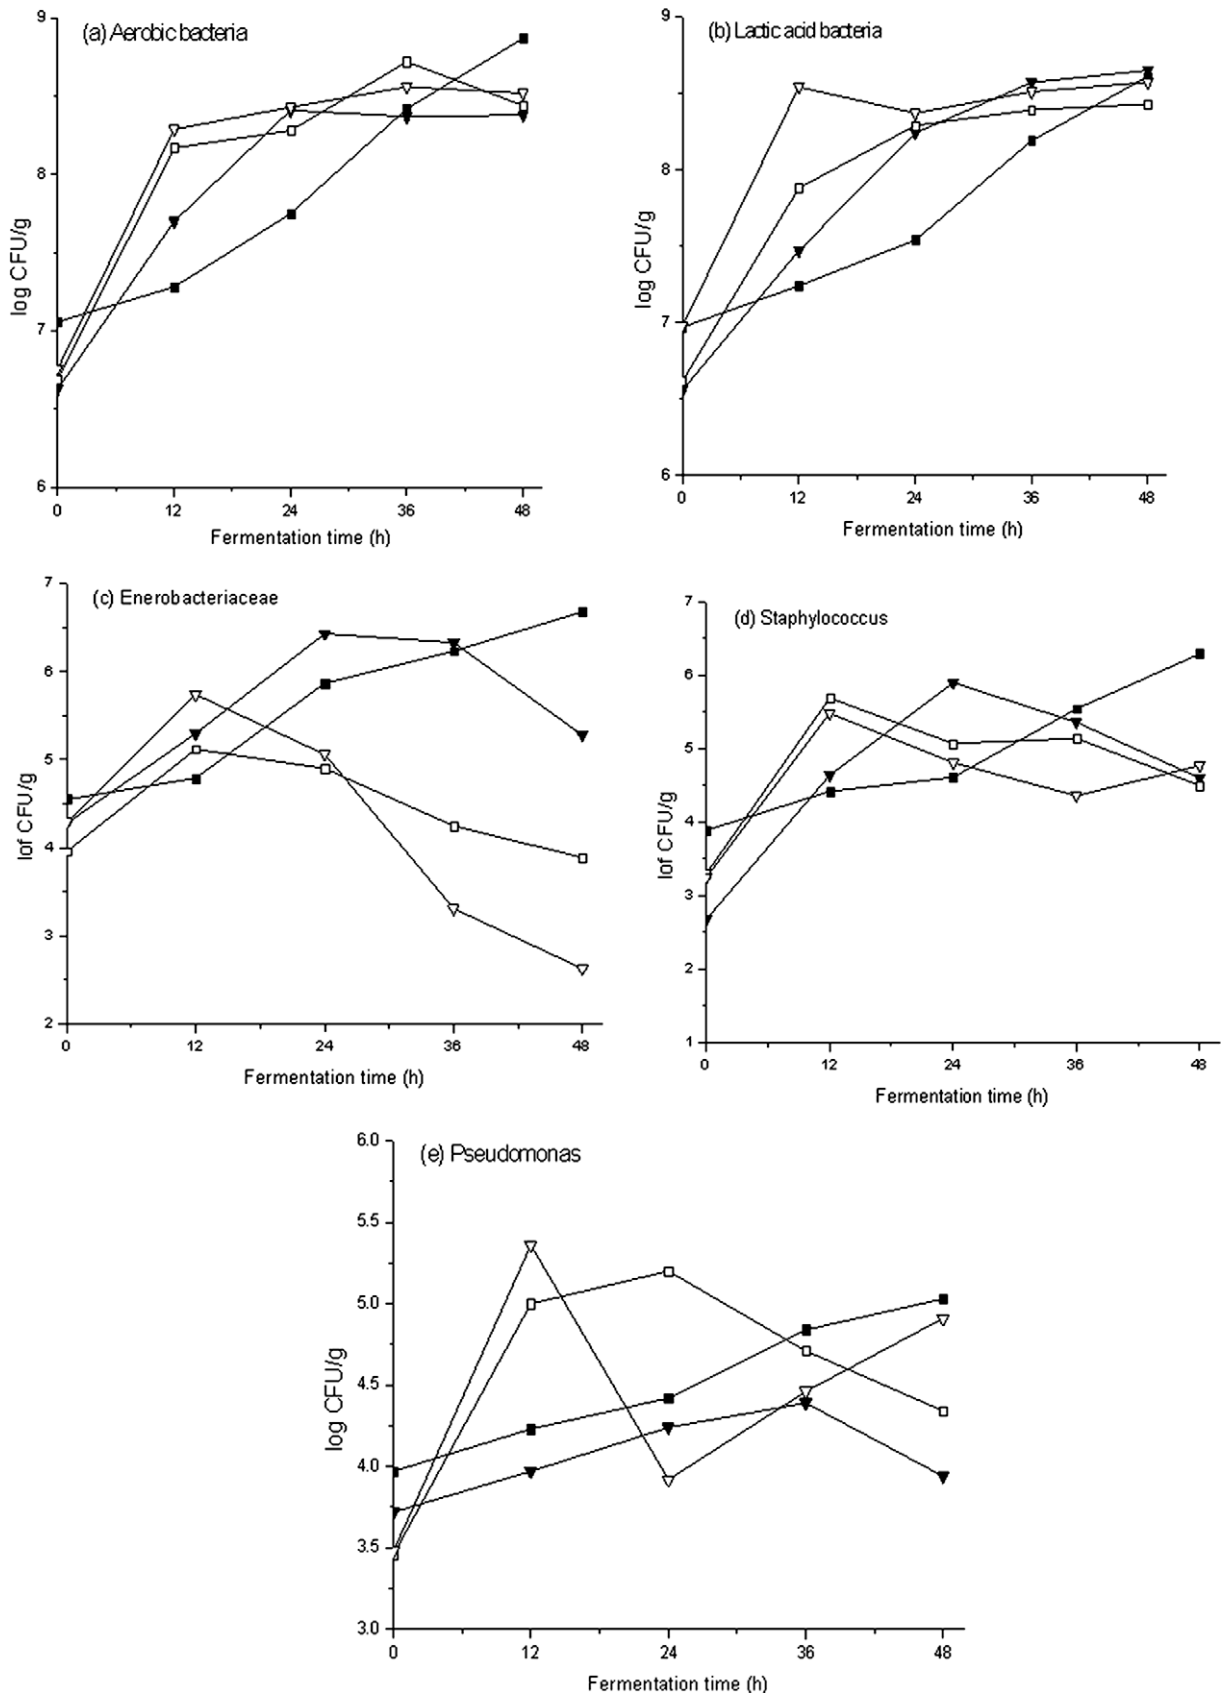 (a) Aerobic bacteria
9
8
7
6
log CFU/g
0 12 24 36 48
Fermentation time (h)
(b) Lactic acid bacteria
9
8
7
6
log CFU/g
0 12 24 36 48
Fermentation time (h)
(c) Enerobacteriaceae
7
6
5
4
3
2
lof CFU/g
0 12 24 36 48
Fermentation time (h)
(d) Staphylococcus
7
6
5
4
3
2
1
lof CFU/g
0 12 24 36 48
Fermentation time (h)
(e) Pseudomonas
6.0
5.5
5.0
4.5
4.0
3.5
3.0
log CFU/g
0 12 24 36 48
Fermentation time (h)